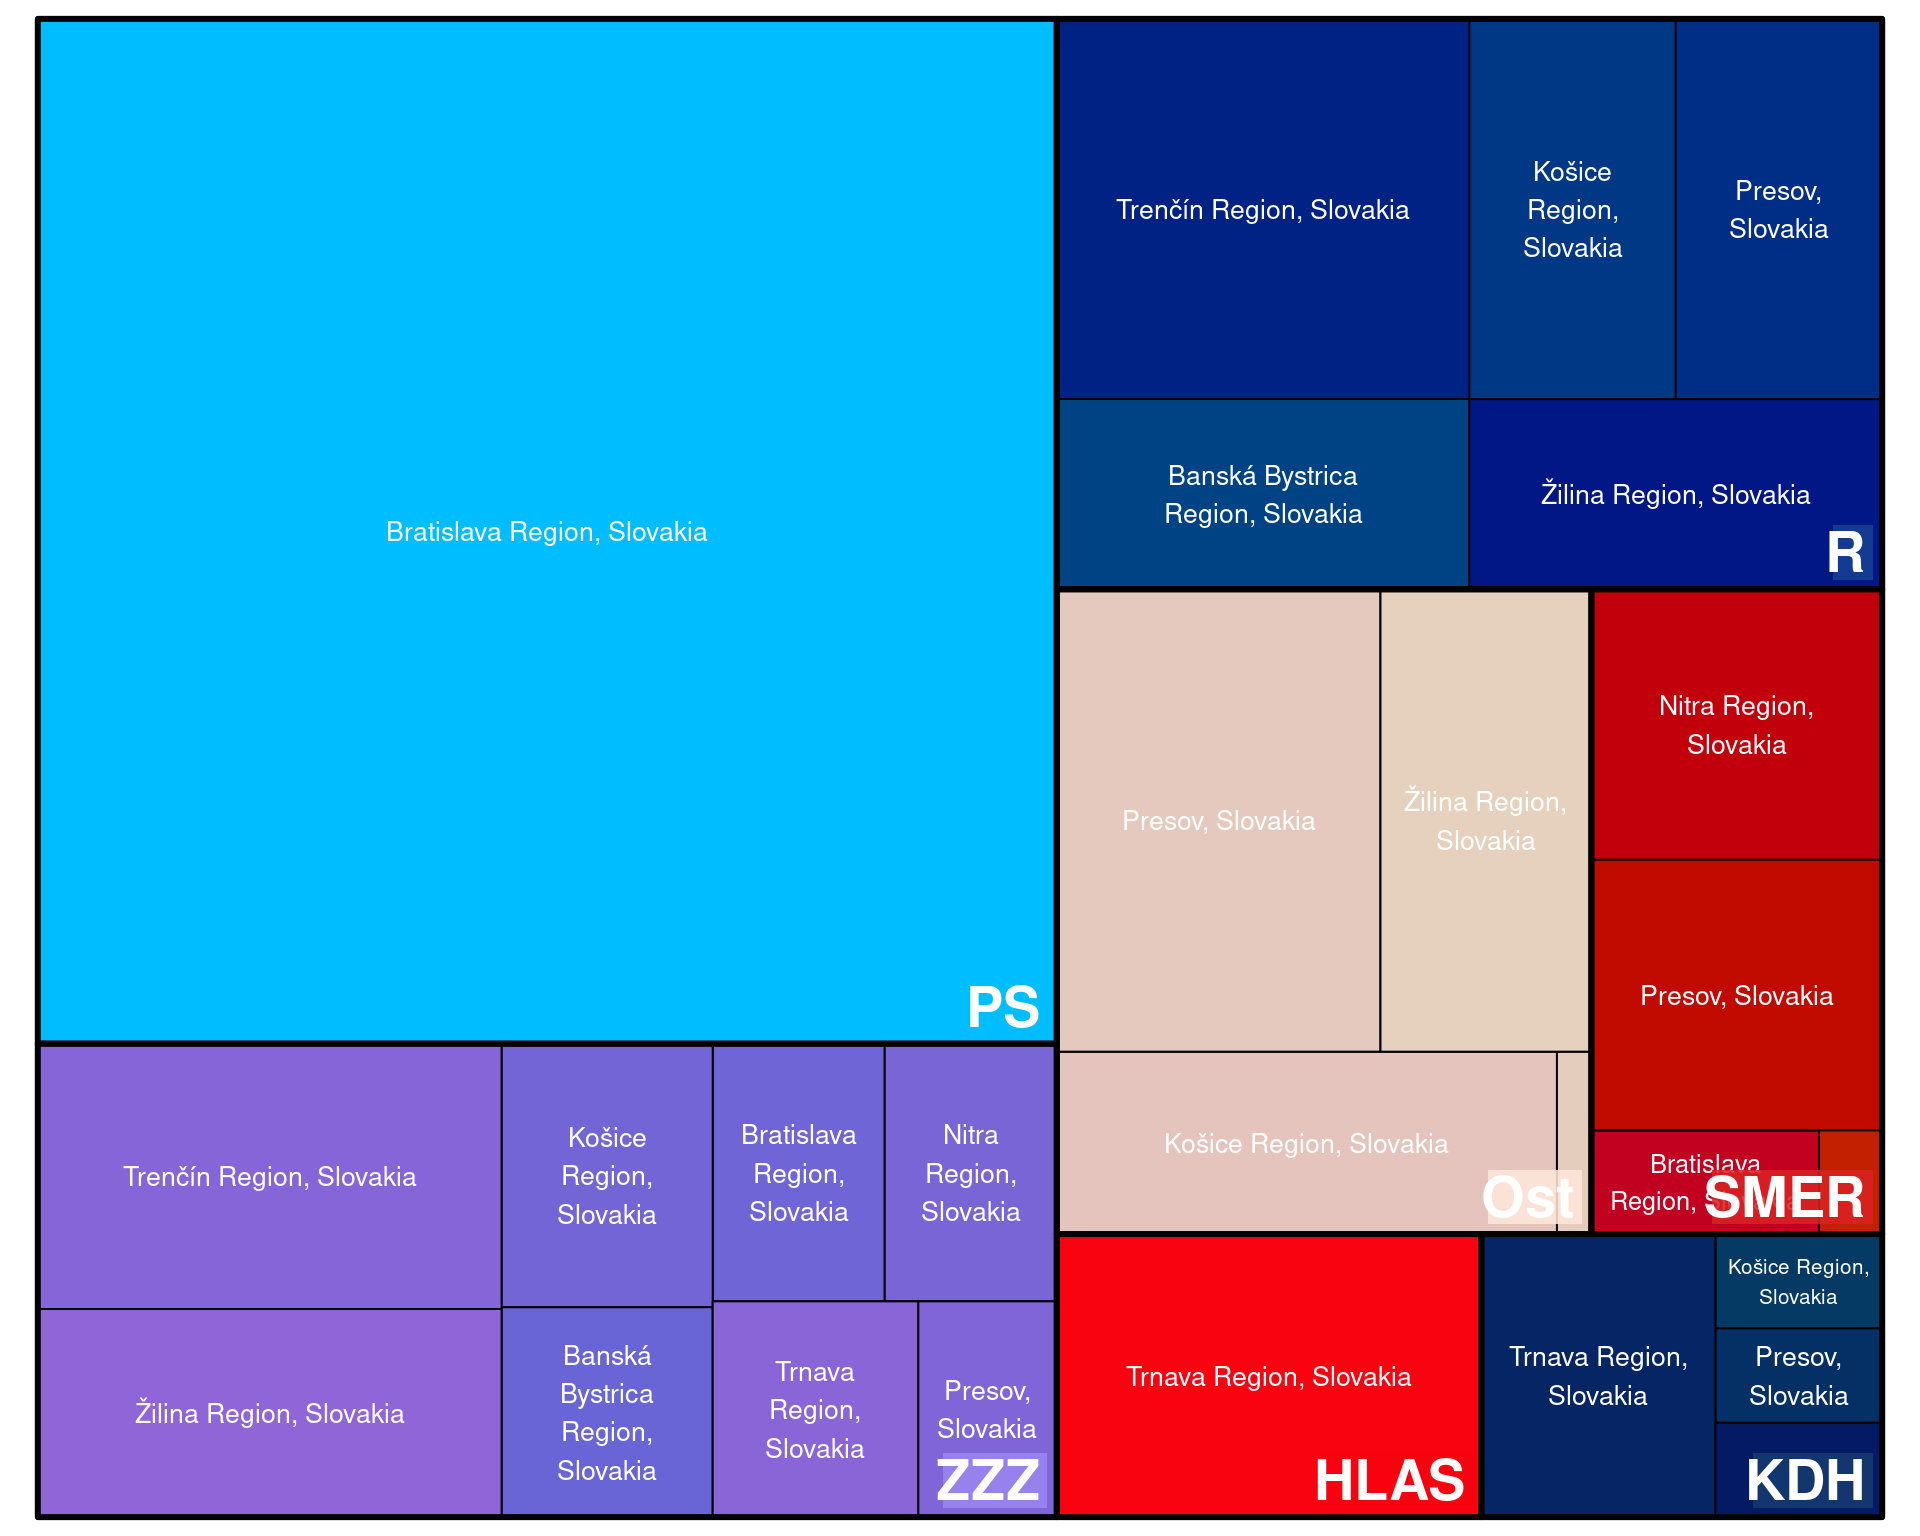 Bratislava Region, Slovakia
PS
Trenčín Region, Slovakia
Košice
Region,
Slovakia
Presov,
Slovakia
Banská Bystrica
Region, Slovakia
Žilina Region, Slovakia
R
Presov, Slovakia
Žilina Region,
Slovakia
Košice Region, Slovakia
Ost
Nitra Region,
Slovakia
Presov, Slovakia
Bratislava
Region,
SMER
Trenčín Region, Slovakia
Košice
Region,
Slovakia
Bratislava
Region,
Slovakia
Nitra
Region,
Slovakia
Žilina Region, Slovakia
Banská
Bystrica
Region,
Slovakia
Trnava
Region,
Slovakia
Presov,
Slovakia
ZZZ
Trnava Region, Slovakia
HLAS
Trnava Region,
Slovakia
Košice Region,
Slovakia
Presov,
Slovakia
KDH